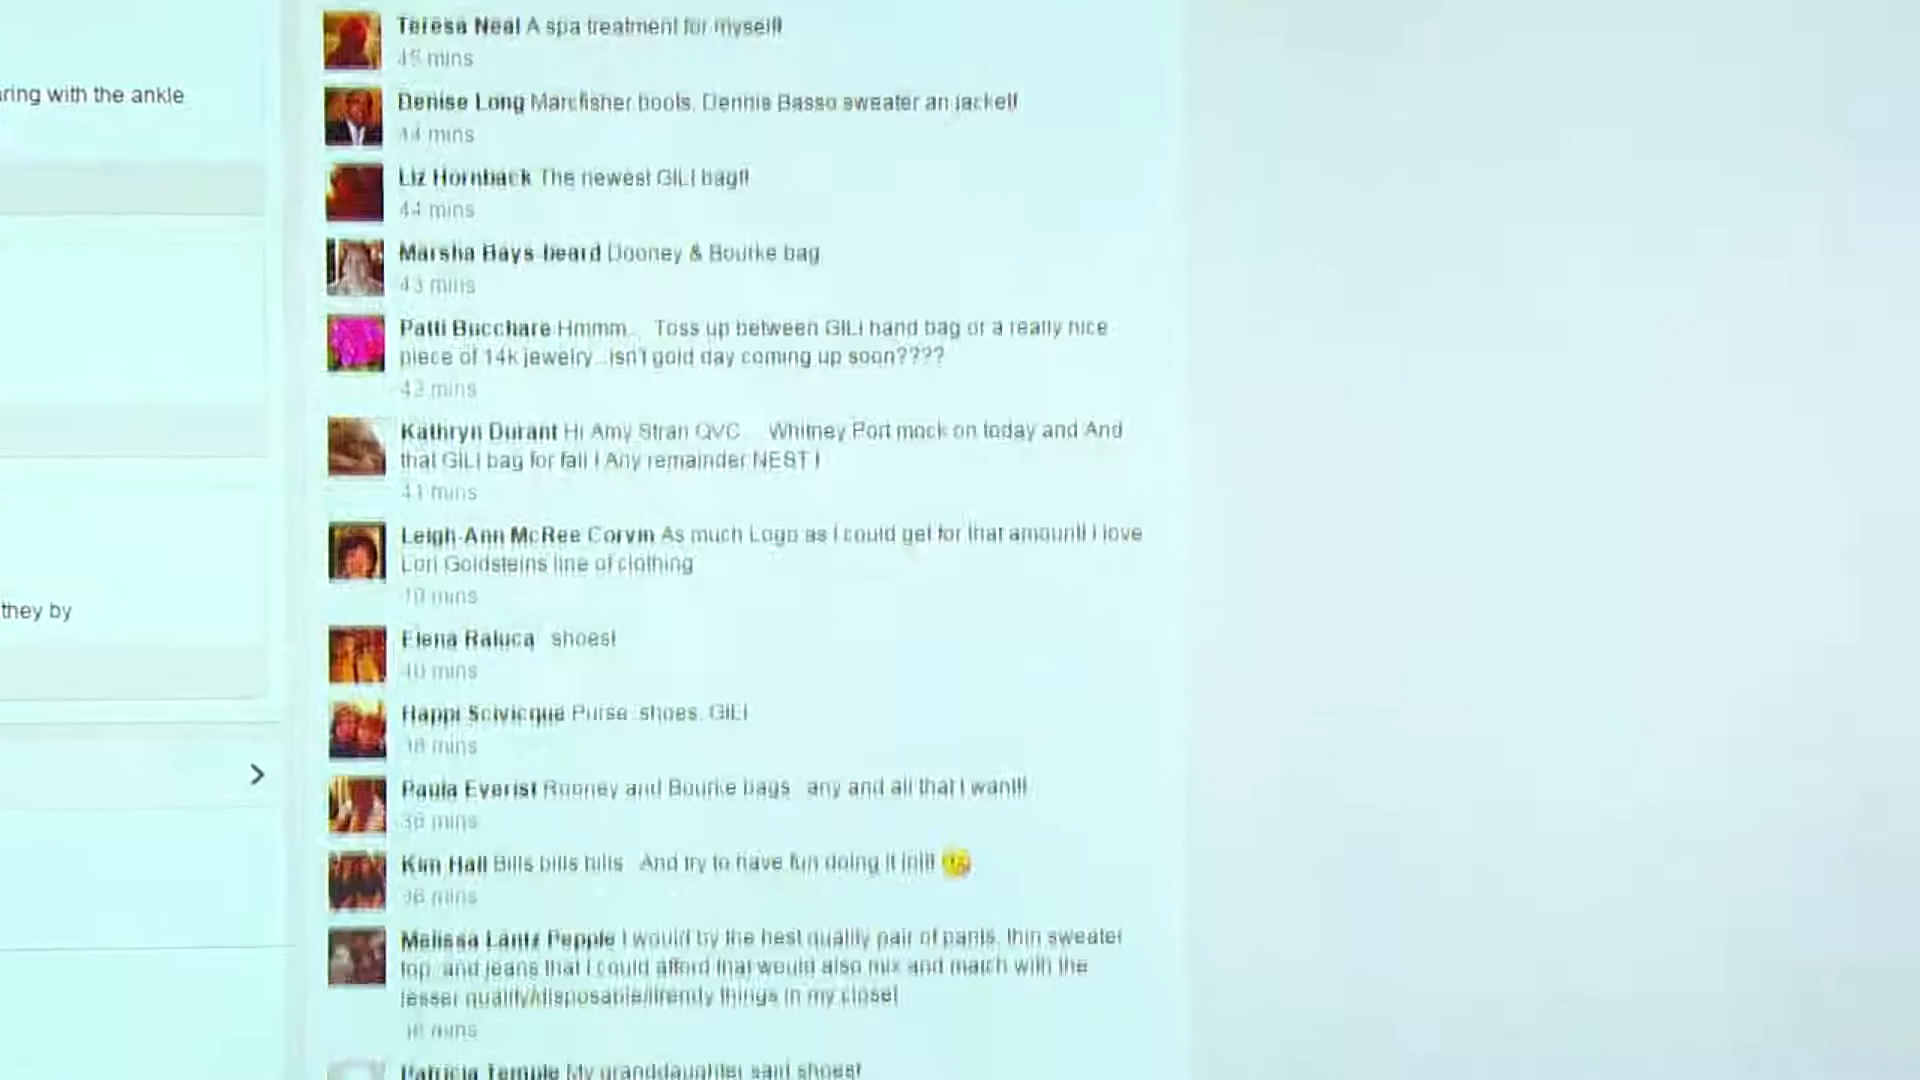 Teresa Neal A spa treatment for myself!!
45 mins
aring with the ankle
Denise Long Marc fisher boots, Dennis Basso sweater an jacket!
44 mins
Liz Hornback The newest GILI bag!!
44 mins
Marsha Bays-beard Dooney & Bourke bag
43 mins
Patti Bucchare Hmmm... Toss up between GILI hand bag or a really nice
piece of 14k jewelry...isn't gold day coming up soon????
mins
Kathryn Durant Hi Amy Stran QVC.... Whitney Port mock on today and And
that GILI bag for fall ! Any remainder NEST !
41 mins
Leigh-Ann McRee Corvin As much Logo as I could get for that amount!! I love
Lori Goldsteins line of clothing
mins
they by
Elena Raluca shoes!
40 mins
Happi Scivicque Purse shoes, GILI
mins
Paula Everist Rooney and Bourke bags any and all that I want!!!
mins
Kim Hall Bills bills bills And try to have fun doing it
mins
Melissa Lantz Pepple I would by the best quality pair of pants, thin sweater
top, and jeans that I could afford that would also mix and match with the
lesser quality/disposable/trendy things in my closet
mins
Patricia Temple My granddaughter said shoes!